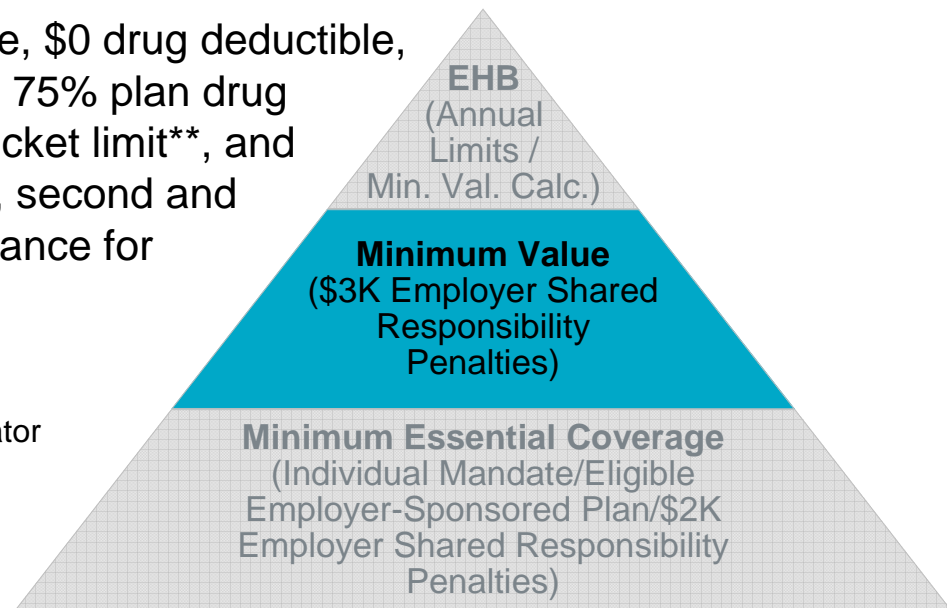 e, $0 drug deductible,
75% plan drug
cket limit**, and
, second and
ance for
ator
EHB
(Annual
Limits /
Min. Val. Calc.)
Minimum Value
($3K Employer Shared
Responsibility
Penalties)
Minimum Essential Coverage
(Individual Mandate/Eligible
Employer-Sponsored Plan/$2K
Employer Shared Responsibility
Penalties)